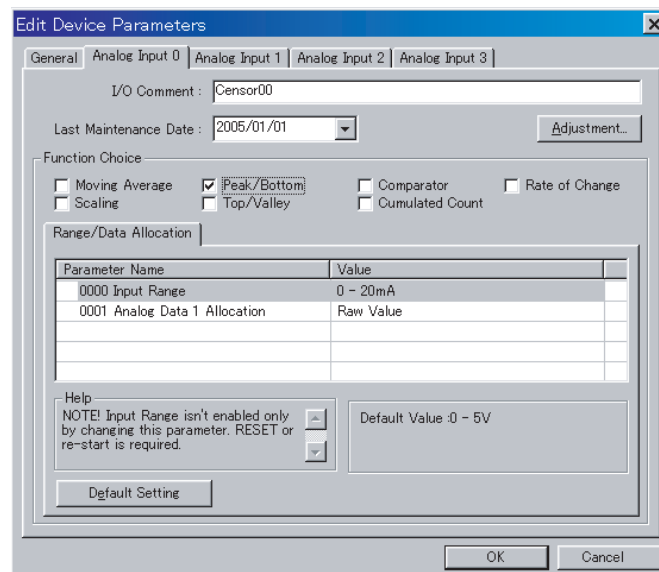 Edit Device Parameters
General Analog Input 0 Analog Input 1 Analog Input 2 Analog Input 3
I/O Comment : Censor00
Last Maintenance Date : 2005/01/01 Adjustment...
Function Choice
Moving Average Peak/Bottom Comparator Rate of Change
Scaling Top/Valley Cumulated Count
Range/Data Allocation
Parameter Name Value
0000 Input Range 0 - 20mA
0001 Analog Data 1 Allocation Raw Value
Help
NOTE! Input Range isn't enabled only
by changing this parameter. RESET or
re-start is required.
Default Value :0 - 5V
Default Setting
OK Cancel